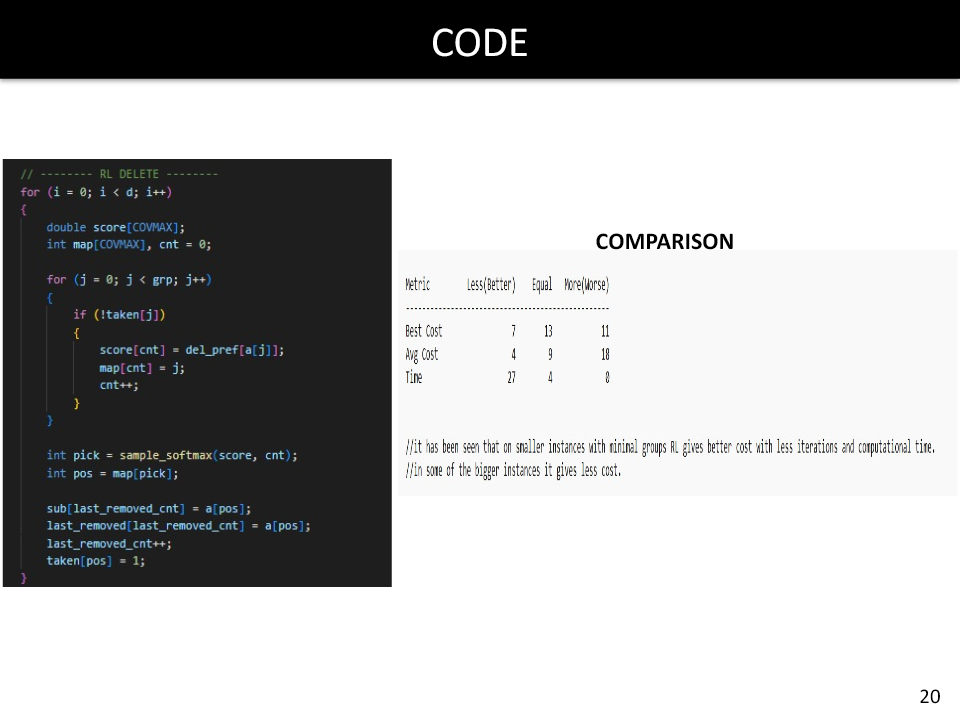 CODE
// -------- RL DELETE --------
for (i = 0; i < d; i++)
{
double score[COVMAX];
int map[COVMAX], cnt = 0;
for (j = 0; j < grp; j++)
{
if (!taken[j])
{
score[cnt] = del_pref[a[j]];
map[cnt] = j;
cnt++;
}
}
int pick = sample_softmax(score, cnt);
int pos = map[pick];
sub[last_removed_cnt] = a[pos];
last_removed[last_removed_cnt] = a[pos];
last_removed_cnt++;
taken[pos] = 1;
}
COMPARISON
Metric Less(Better) Equal More(Worse)
--------------------------------------------------
Best Cost 7 13 11
Avg Cost 4 9 18
Time 27 4 0
//it has been seen that on smaller instances with minimal groups RL gives better cost with less iterations and computational time.
//in some of the bigger instances it gives less cost.
20